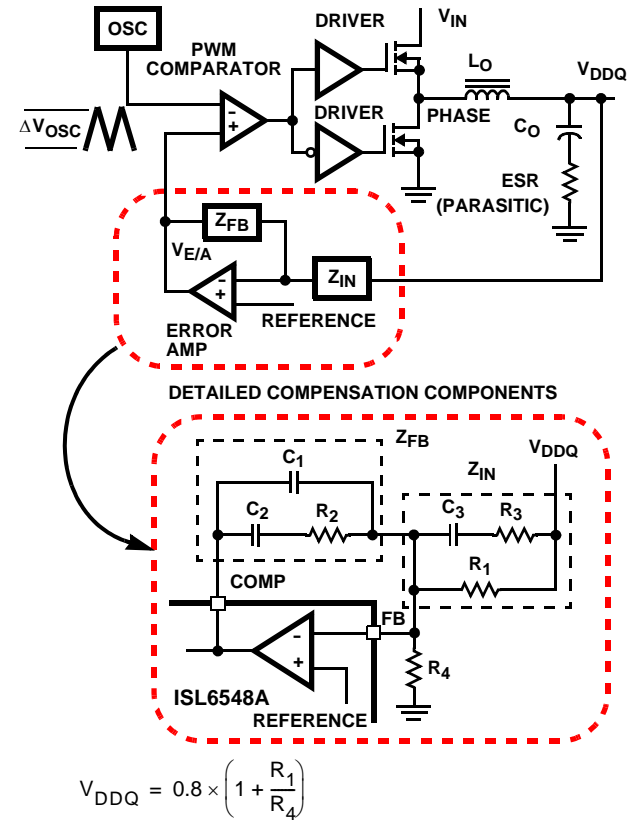 OSC
PWM
COMPARATOR
DRIVER
V_IN
L_O
V_DDQ
ΔV_OSC
-
+
DRIVER
PHASE
C_O
ESR
(PARASITIC)
Z_FB
V_E/A
Z_IN
-
+
REFERENCE
ERROR
AMP
DETAILED COMPENSATION COMPONENTS
Z_FB
V_DDQ
C_1
Z_IN
C_2
R_2
C_3
R_3
R_1
COMP
FB
-
+
R_4
ISL6548A
REFERENCE
V_DDQ = 0.8 × (1 + R_1/R_4)